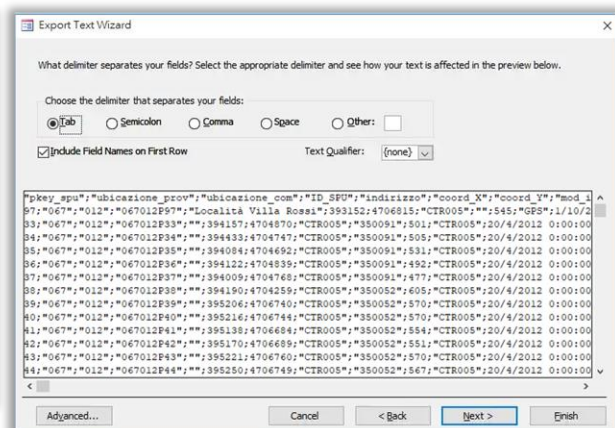 Export Text Wizard
What delimiter separates your fields? Select the appropriate delimiter and see how your text is affected in the preview below.
Choose the delimiter that separates your fields:
Tab Semicolon Comma Space Other:
Include Field Names on First Row Text Qualifier: {none}
"pkey_spu";"ubicazione_prov";"ubicazione_com";"ID_SPU";"indirizzo";"coord_X";"coord_Y";"mod_i
97;"067";"012";"067012P97";"Località Villa Rossi";393152;4706815;"CTR005";"";545;"GPS";1/10/2
33;"067";"012";"067012P33";"";394157;4704870;"CTR005";"350091";501;"CTR005";20/4/2012 0:00:00
34;"067";"012";"067012P34";"";394433;4704747;"CTR005";"350091";505;"CTR005";20/4/2012 0:00:00
35;"067";"012";"067012P35";"";394084;4704692;"CTR005";"350091";531;"CTR005";20/4/2012 0:00:00
36;"067";"012";"067012P36";"";394122;4704839;"CTR005";"350091";492;"CTR005";20/4/2012 0:00:00
37;"067";"012";"067012P37";"";394009;4704768;"CTR005";"350091";477;"CTR005";20/4/2012 0:00:00
38;"067";"012";"067012P38";"";394190;4704259;"CTR005";"350052";605;"CTR005";20/4/2012 0:00:00
39;"067";"012";"067012P39";"";395206;4706740;"CTR005";"350052";570;"CTR005";20/4/2012 0:00:00
40;"067";"012";"067012P40";"";395216;4706744;"CTR005";"350052";570;"CTR005";20/4/2012 0:00:00
41;"067";"012";"067012P41";"";395138;4706684;"CTR005";"350052";554;"CTR005";20/4/2012 0:00:00
42;"067";"012";"067012P42";"";395170;4706689;"CTR005";"350052";551;"CTR005";20/4/2012 0:00:00
43;"067";"012";"067012P43";"";395221;4706760;"CTR005";"350052";570;"CTR005";20/4/2012 0:00:00
44;"067";"012";"067012P44";"";395250;4706749;"CTR005";"350052";567;"CTR005";20/4/2012 0:00:00
Advanced... Cancel < Back Next > Finish